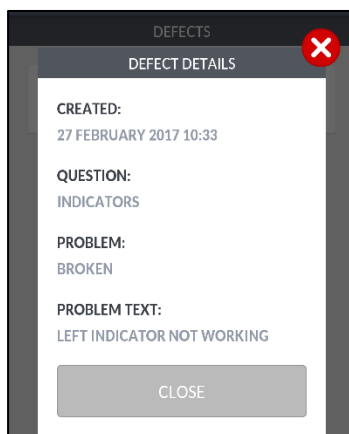 DEFECTS
DEFECT DETAILS
CREATED:
27 FEBRUARY 2017 10:33
QUESTION:
INDICATORS
PROBLEM:
BROKEN
PROBLEM TEXT:
LEFT INDICATOR NOT WORKING
CLOSE